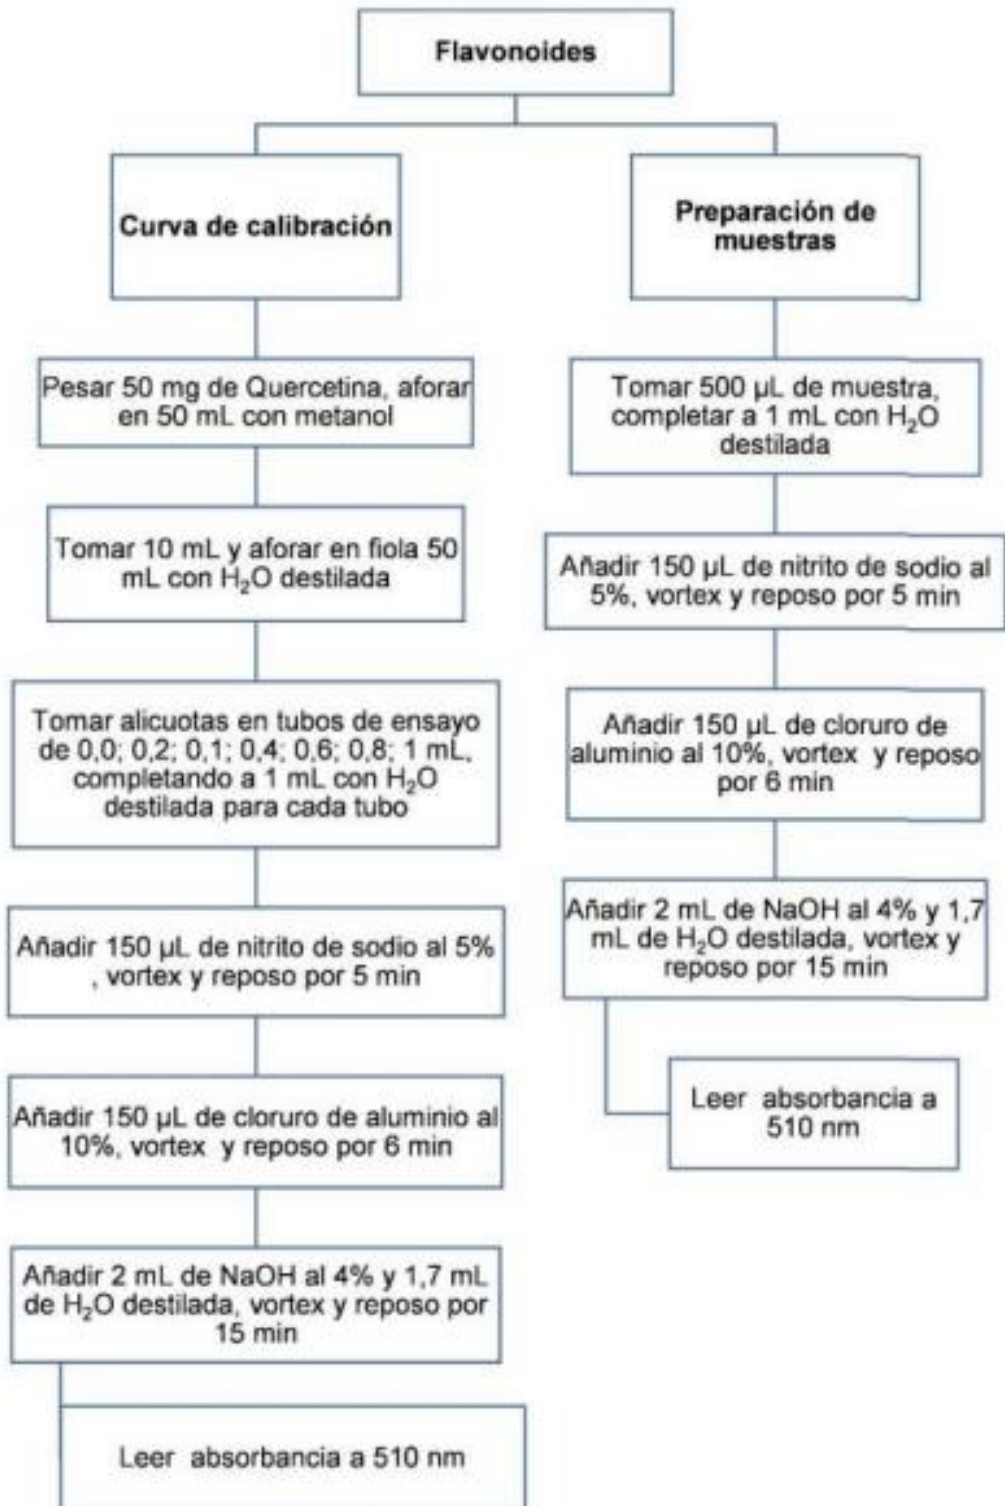 Flavonoides
Curva de calibración
Pesar 50 mg de Quercetina, aforar
en 50 mL con metanol
Tomar 10 mL y aforar en fiola 50
mL con H₂O destilada
Tomar alicuotas en tubos de ensayo
de 0,0; 0,2; 0,1; 0,4; 0,6; 0,8; 1 mL,
completando a 1 mL con H₂O
destilada para cada tubo
Añadir 150 µL de nitrito de sodio al 5%
, vortex y reposo por 5 min
Añadir 150 µL de cloruro de aluminio al
10%, vortex y reposo por 6 min
Añadir 2 mL de NaOH al 4% y 1,7 mL
de H₂O destilada, vortex y reposo por
15 min
Leer absorbancia a 510 nm
Preparación de
muestras
Tomar 500 µL de muestra,
completar a 1 mL con H₂O
destilada
Añadir 150 µL de nitrito de sodio al
5%, vortex y reposo por 5 min
Añadir 150 µL de cloruro de
aluminio al 10%, vortex y reposo
por 6 min
Añadir 2 mL de NaOH al 4% y 1,7
mL de H₂O destilada, vortex y
reposo por 15 min
Leer absorbancia a
510 nm